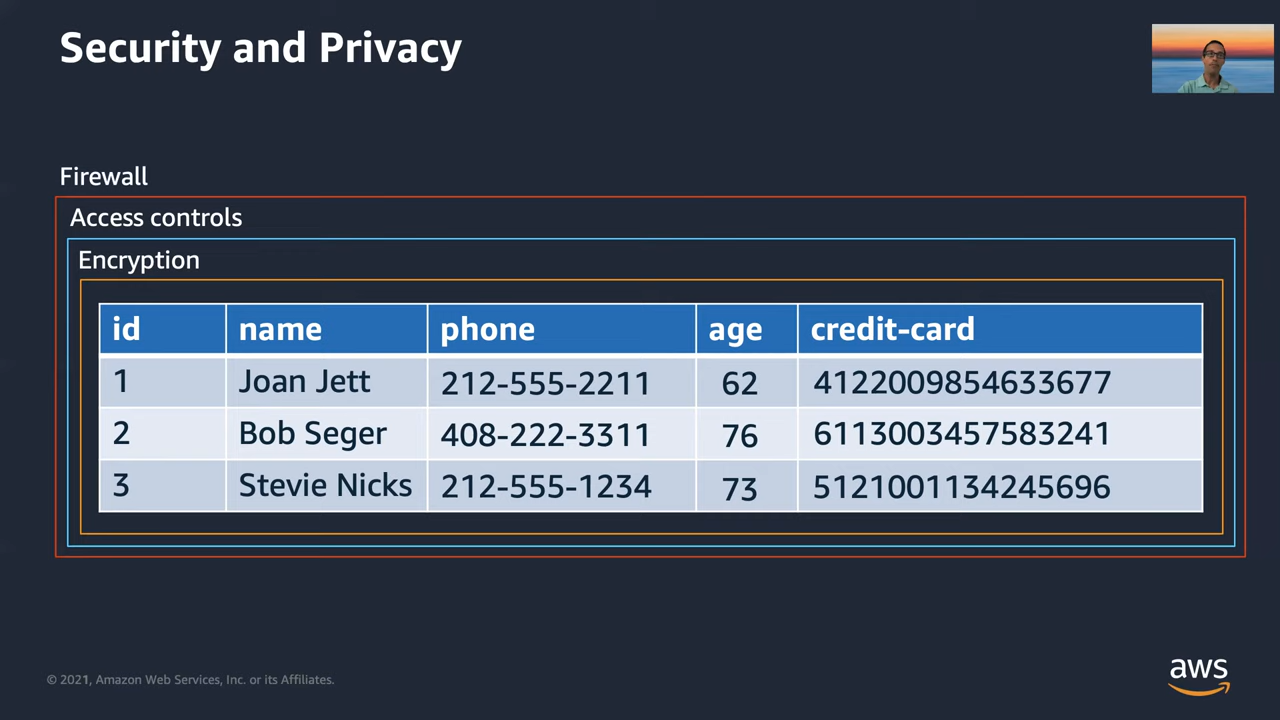 Security and Privacy
Firewall
Access controls
Encryption
id name phone age credit-card
1 Joan Jett 212-555-2211 62 4122009854633677
2 Bob Seger 408-222-3311 76 6113003457583241
3 Stevie Nicks 212-555-1234 73 5121001134245696
© 2021, Amazon Web Services, Inc. or its Affiliates.
aws